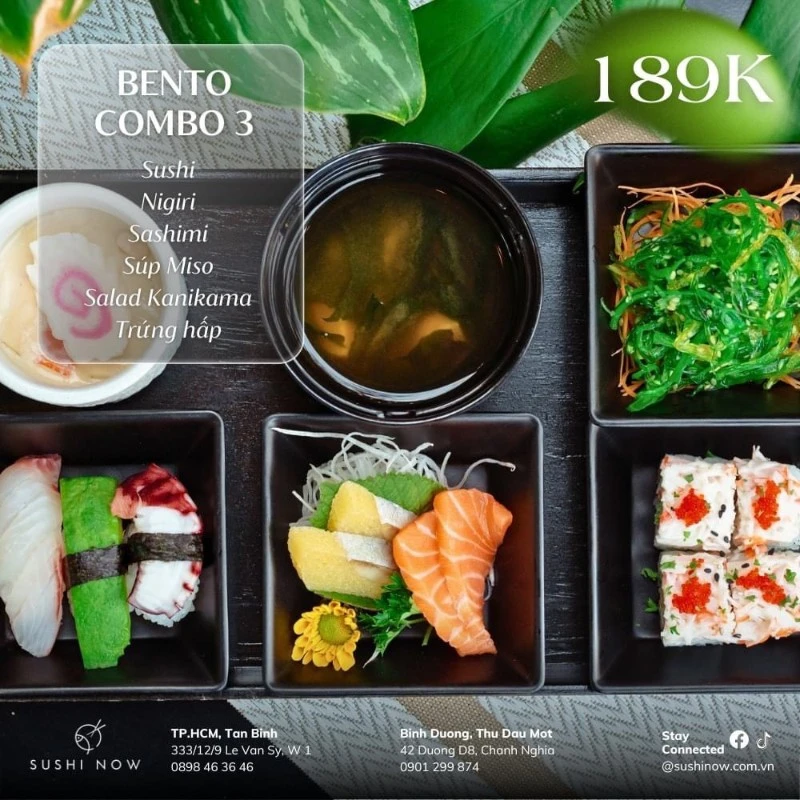 BENTO
COMBO 3
Sushi
Nigiri
Sashimi
Súp Miso
Salad Kanikama
Trứng hấp
189K
SUSHI NOW
TP.HCM, Tan Binh
333/12/9 Le Van Sy, W 1
0898 46 36 46
Binh Duong, Thu Dau Mot
42 Duong D8, Chanh Nghia
0901 299 874
Stay
Connected
@sushinow.com.vn